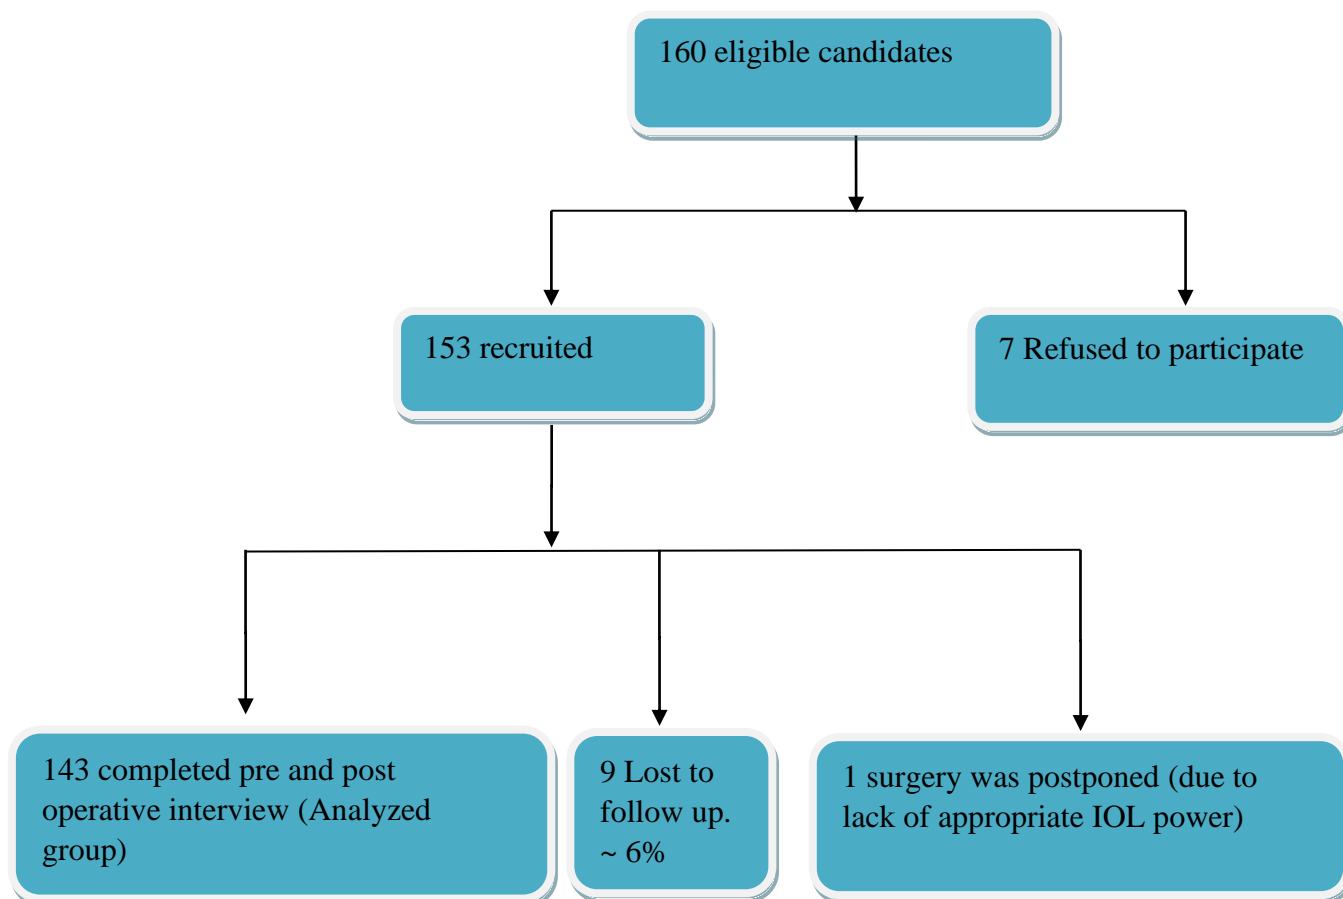 160 eligible candidates
153 recruited
7 Refused to participate
143 completed pre and post
operative interview (Analyzed
group)
9 Lost to
follow up.
~ 6%
1 surgery was postponed (due to
lack of appropriate IOL power)